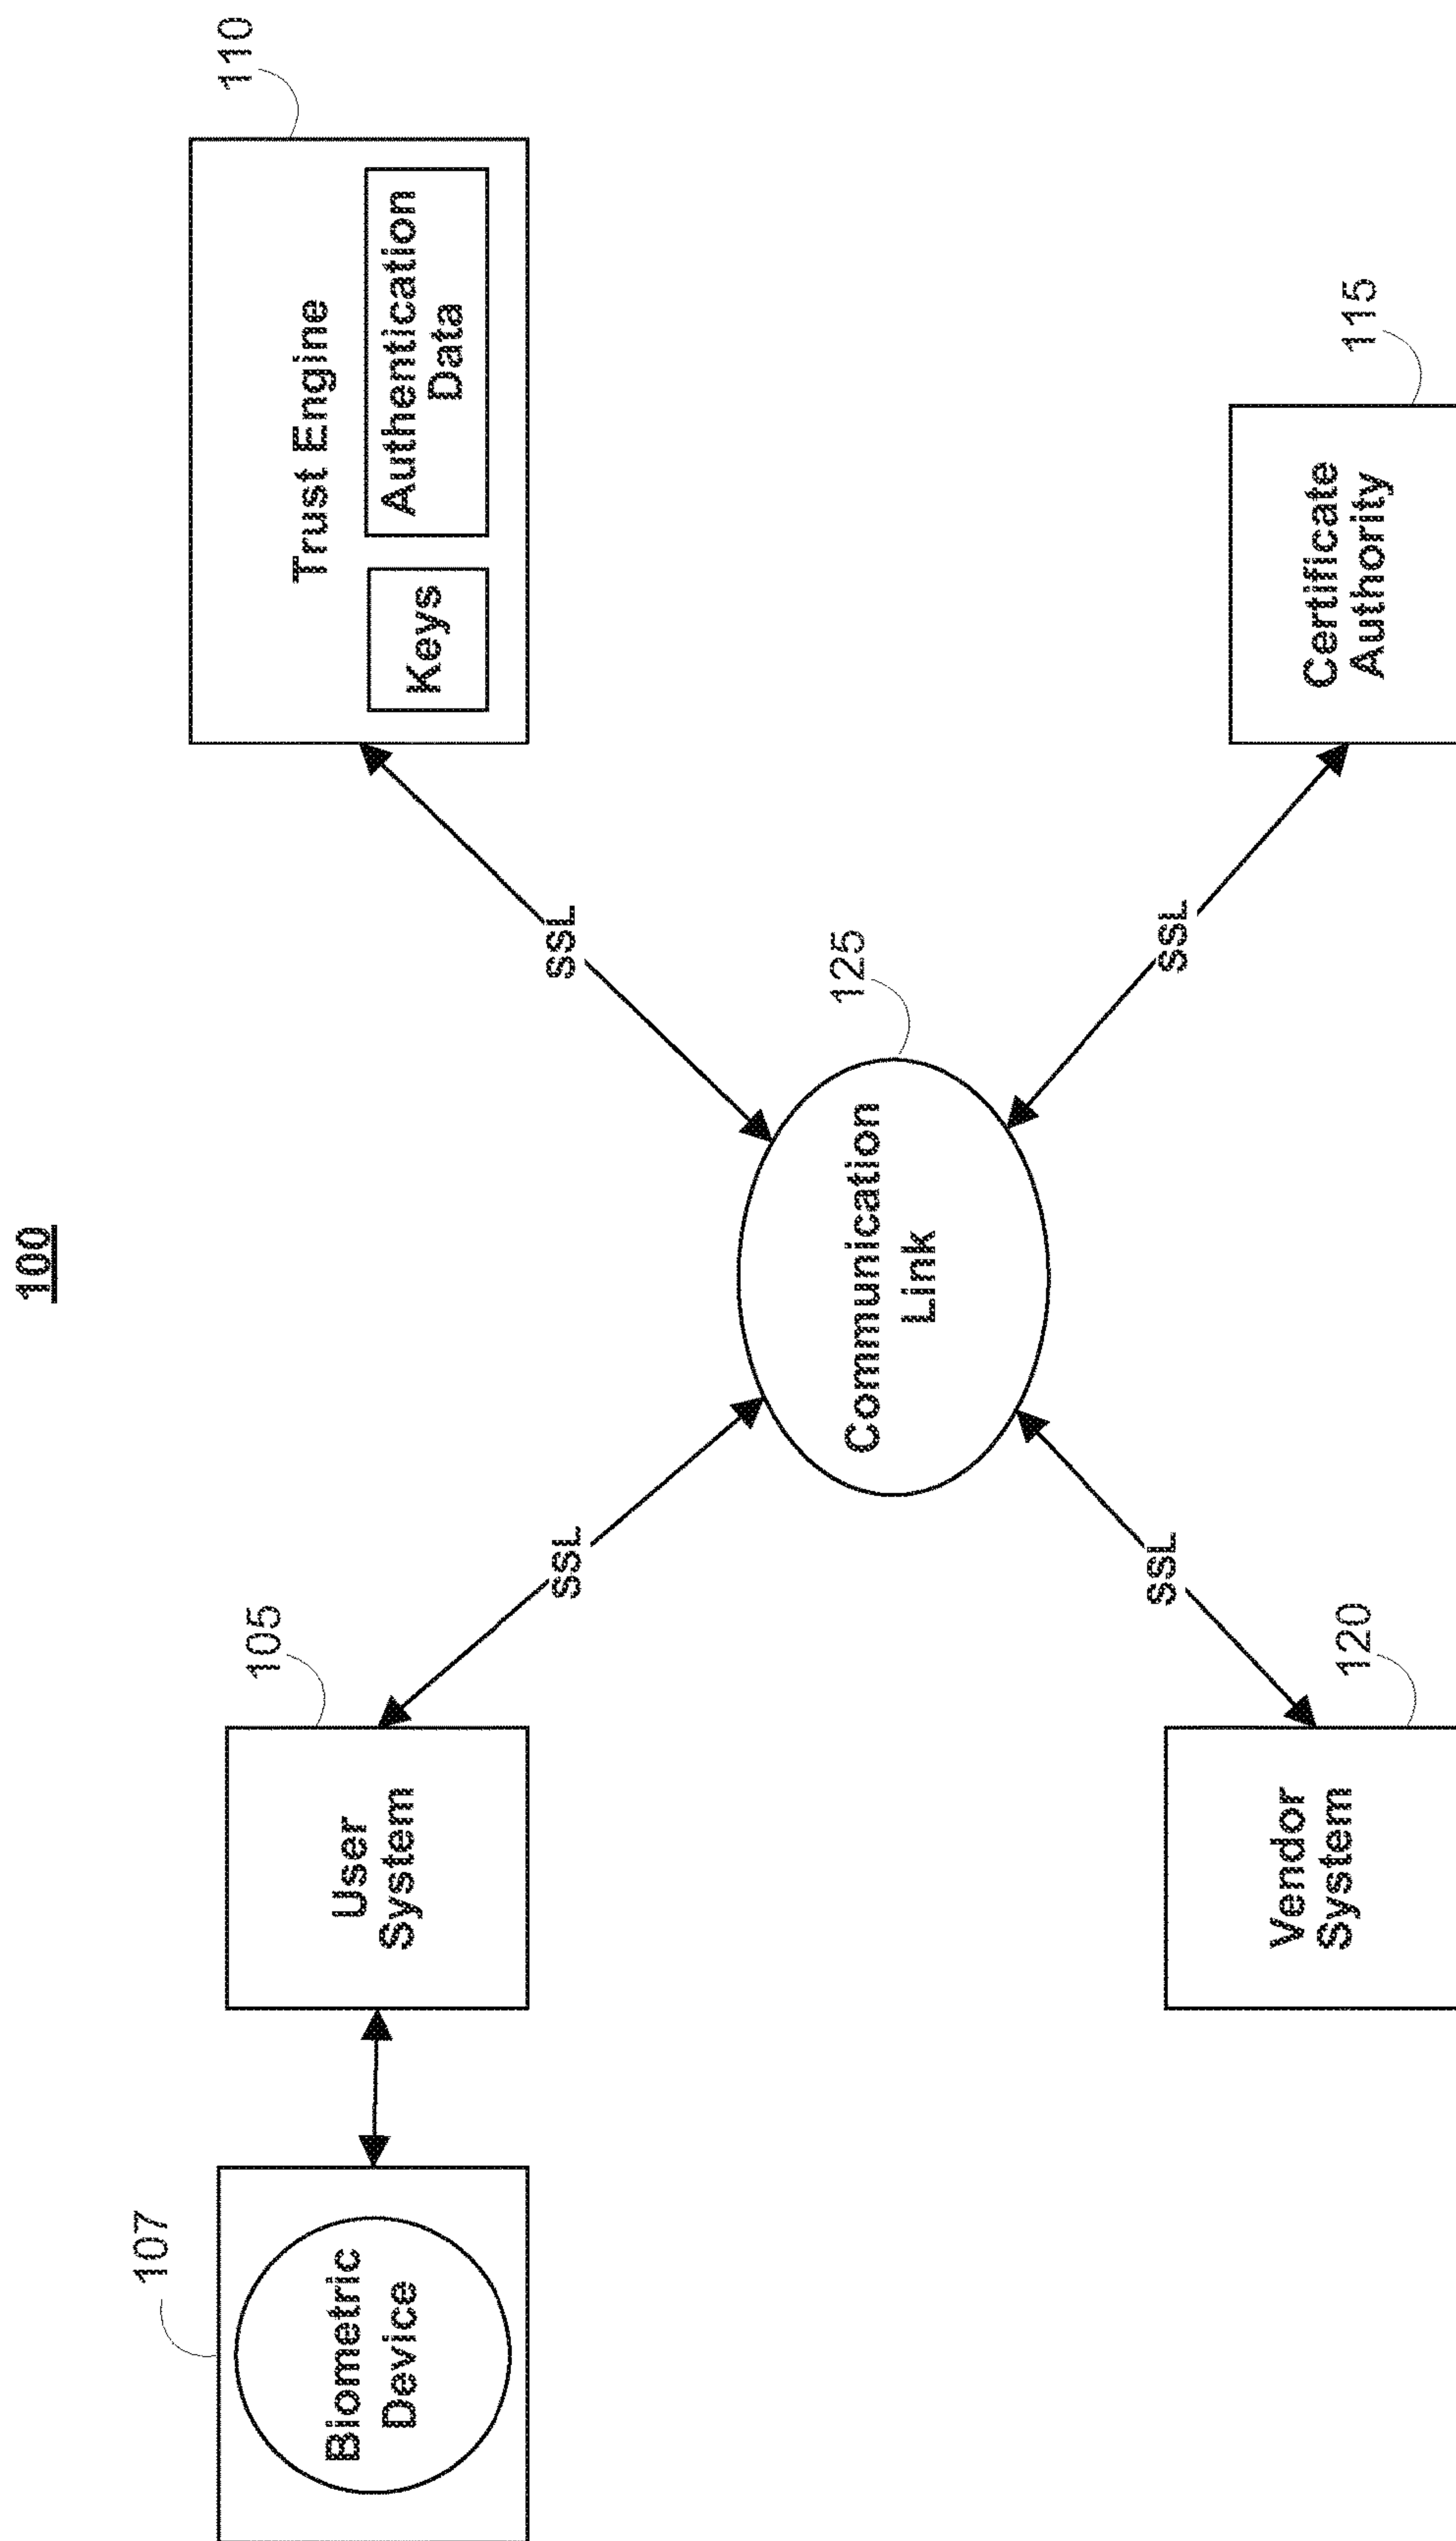 100
110
Trust Engine
Keys
Authentication
Data
105
User
System
107
Biometric
Device
SSL
SSL
125
Communication
Link
SSL
SSL
120
Vendor
System
115
Certificate
Authority